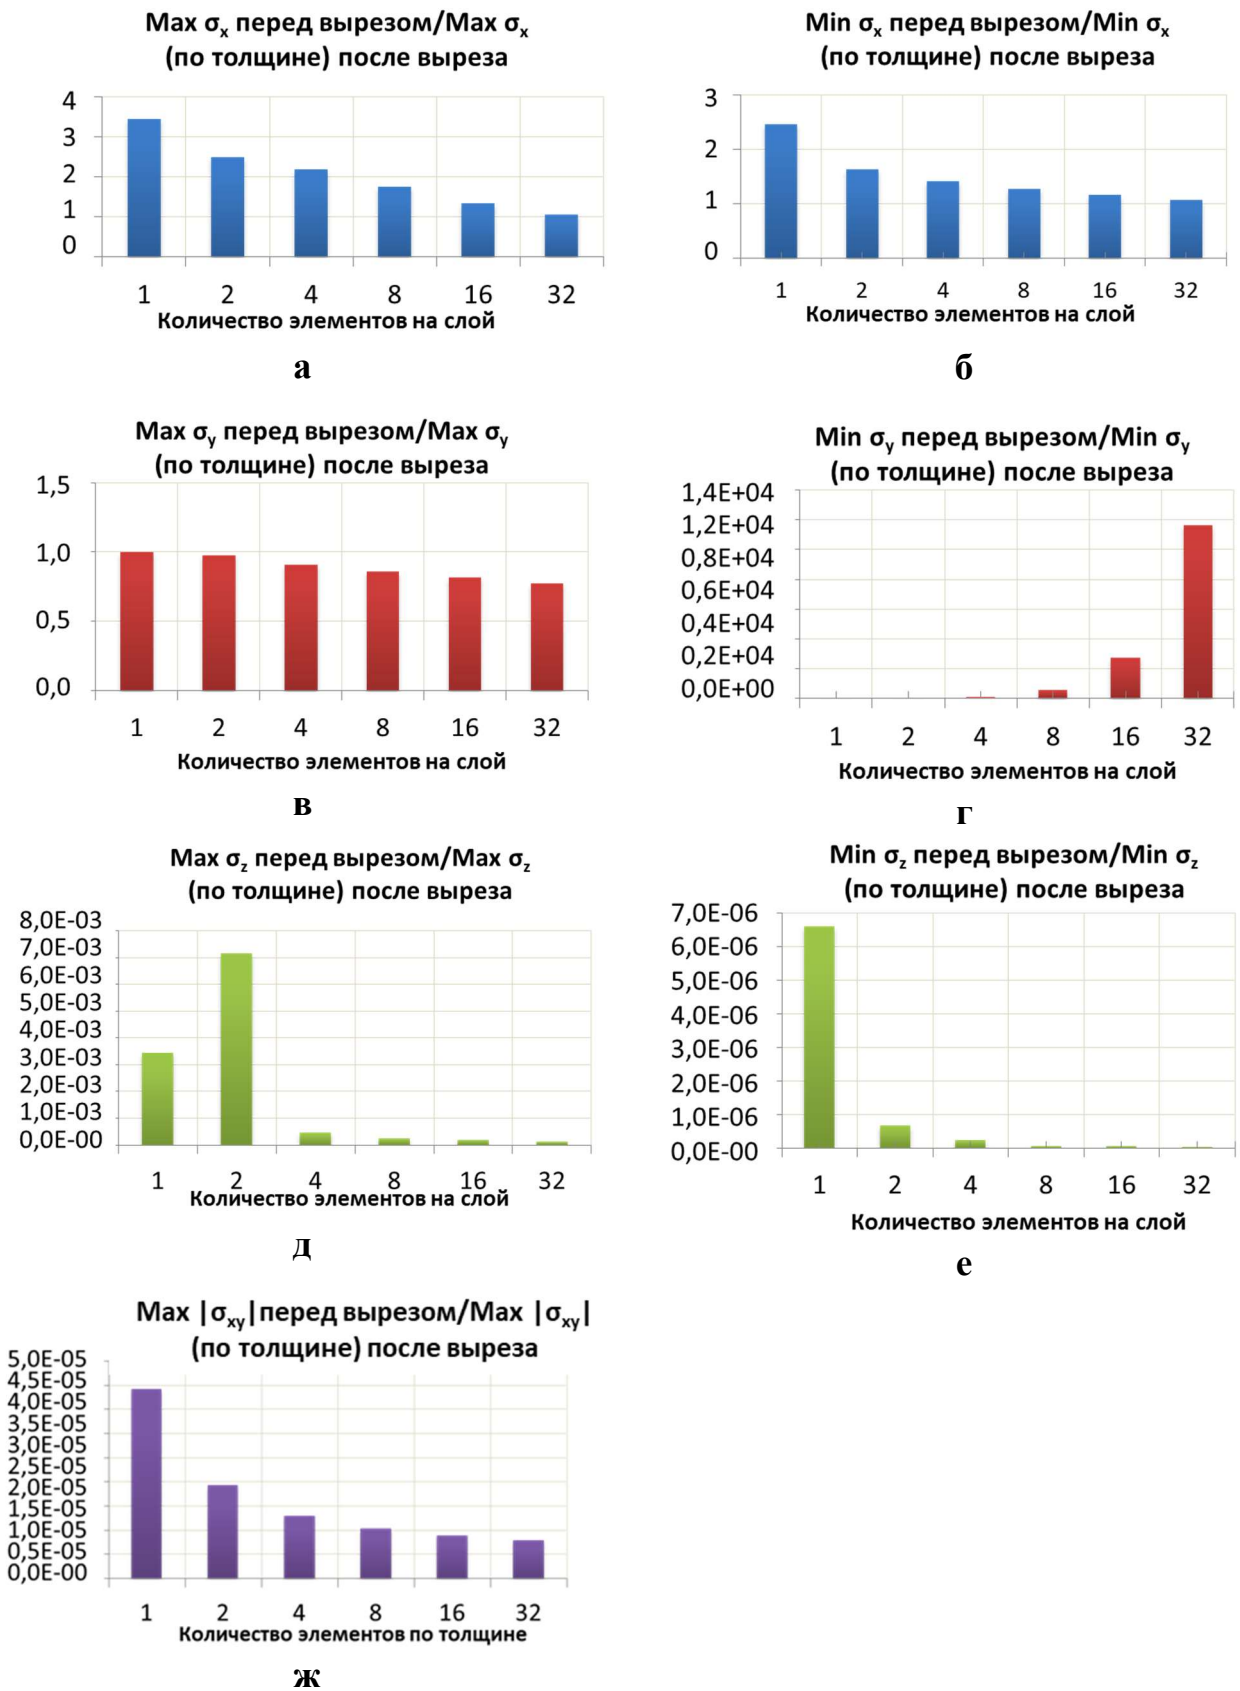 Max σx перед вырезом/Max σx
(по толщине) после выреза
4
3
2
1
0
1 2 4 8 16 32
Количество элементов на слой
а
Min σx перед вырезом/Min σx
(по толщине) после выреза
3
2
1
0
1 2 4 8 16 32
Количество элементов на слой
б
Max σy перед вырезом/Max σy
(по толщине) после выреза
1,5
1,0
0,5
0,0
1 2 4 8 16 32
Количество элементов на слой
в
Min σy перед вырезом/Min σy
(по толщине) после выреза
1,4E+04
1,2E+04
0,8E+04
0,6E+04
0,4E+04
0,2E+04
0,0E+00
1 2 4 8 16 32
Количество элементов на слой
г
Max σz перед вырезом/Max σz
(по толщине) после выреза
8,0E-03
7,0E-03
6,0E-03
5,0E-03
4,0E-03
3,0E-03
2,0E-03
1,0E-03
0,0E-00
1 2 4 8 16 32
Количество элементов на слой
д
Min σz перед вырезом/Min σz
(по толщине) после выреза
7,0E-06
6,0E-06
5,0E-06
4,0E-06
3,0E-06
2,0E-06
1,0E-06
0,0E-00
1 2 4 8 16 32
Количество элементов на слой
е
Max |σxy| перед вырезом/Max |σxy|
(по толщине) после выреза
5,0E-05
4,5E-05
4,0E-05
3,5E-05
3,0E-05
2,5E-05
2,0E-05
1,5E-05
1,0E-05
0,5E-05
0,0E-00
1 2 4 8 16 32
Количество элементов по толщине
ж